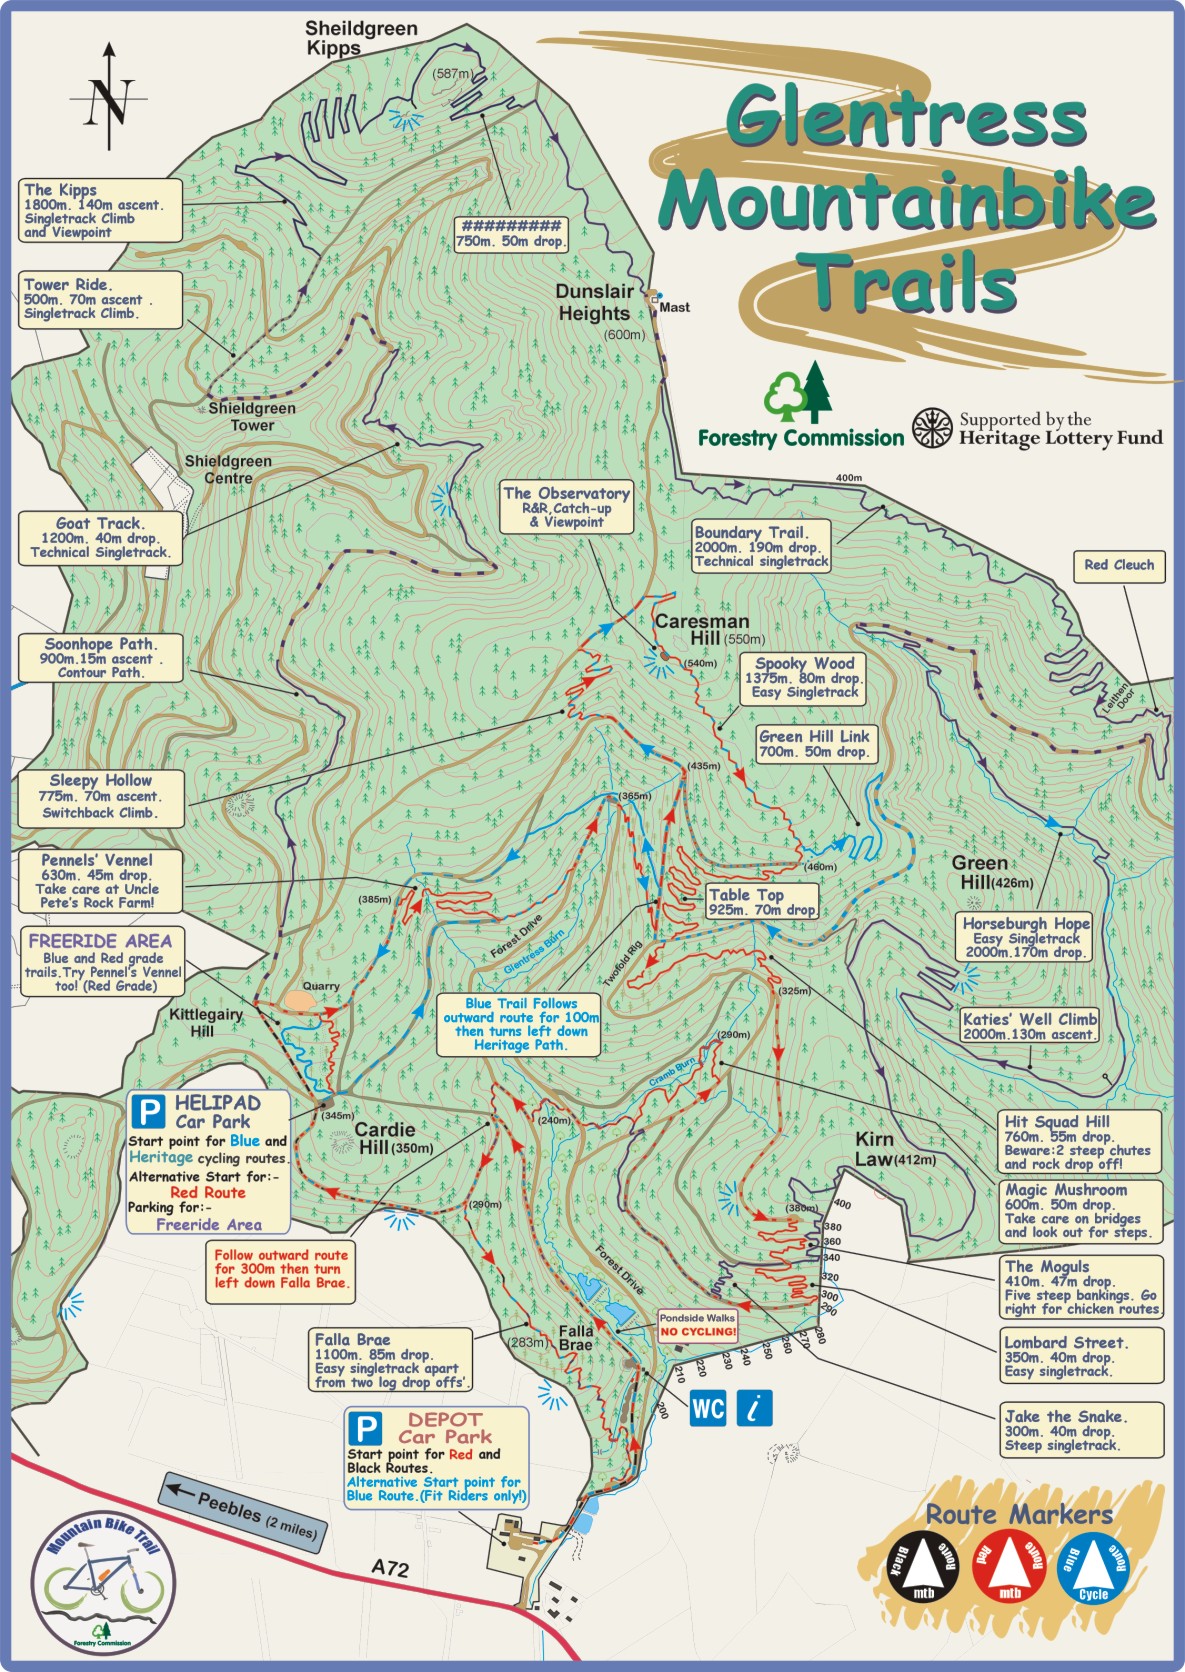 Sheildgreen
Kipps
(587m)
N
Glentress
Mountainbike
Trails
The Kipps
1800m. 140m ascent.
Singletrack Climb
and Viewpoint
#########
750m. 50m drop.
Tower Ride.
500m. 70m ascent .
Singletrack Climb.
Dunslair
Heights
(600m)
Mast
Forestry Commission
Supported by the
Heritage Lottery Fund
Shieldgreen
Tower
Shieldgreen
Centre
400m
The Observatory
R&R,Catch-up
& Viewpoint
Goat Track.
1200m. 40m drop.
Technical Singletrack.
Boundary Trail.
2000m. 190m drop.
Technical singletrack
Red Cleuch
Caresman
Hill (550m)
(540m)
Soonhope Path.
900m.15m ascent .
Contour Path.
Spooky Wood
1375m. 80m drop.
Easy Singletrack
Leithen
Door
Green Hill Link
700m. 50m drop.
Sleepy Hollow
775m. 70m ascent.
Switchback Climb.
(435m)
(365m)
Pennels' Vennel
630m. 45m drop.
Take care at Uncle
Pete's Rock Farm!
(385m)
(460m)
Green
Hill(426m)
Table Top
925m. 70m drop.
FREERIDE AREA
Blue and Red grade
trails.Try Pennel's Vennel
too! (Red Grade)
Forest Drive
Glentress Burn
Twofold Rig
Horseburgh Hope
Easy Singletrack
2000m.170m drop.
Quarry
Kittlegairy
Hill
Blue Trail Follows
outward route for 100m
then turns left down
Heritage Path.
(325m)
Katies' Well Climb
2000m.130m ascent.
(290m)
Cramb Burn
P HELIPAD
Car Park
Start point for Blue and
Heritage cycling routes.
Alternative Start for:-
Red Route
Parking for:-
Freeride Area
(345m)
Cardie
Hill (350m)
(240m)
Kirn
Law(412m)
Hit Squad Hill
760m. 55m drop.
Beware:2 steep chutes
and rock drop off!
(290m)
Magic Mushroom
600m. 50m drop.
Take care on bridges
and look out for steps.
(380m)
400
380
360
340
320
300
290
280
270
260
250
240
230
220
210
200
Follow outward route
for 300m then turn
left down Falla Brae.
Forest Drive
The Moguls
410m. 47m drop.
Five steep bankings. Go
right for chicken routes.
Pondside Walks
NO CYCLING!
Falla Brae
1100m. 85m drop.
Easy singletrack apart
from two log drop offs'.
(283m)
Falla
Brae
Lombard Street.
350m. 40m drop.
Easy singletrack.
WC i
Jake the Snake.
300m. 40m drop.
Steep singletrack.
P DEPOT
Car Park
Start point for Red and
Black Routes.
Alternative Start point for
Blue Route.(Fit Riders only!)
Peebles (2 miles)
A72
Mountain Bike Trail
Forestry Commission
Route Markers
Black Route mtb
Red Route mtb
Blue Route Cycle